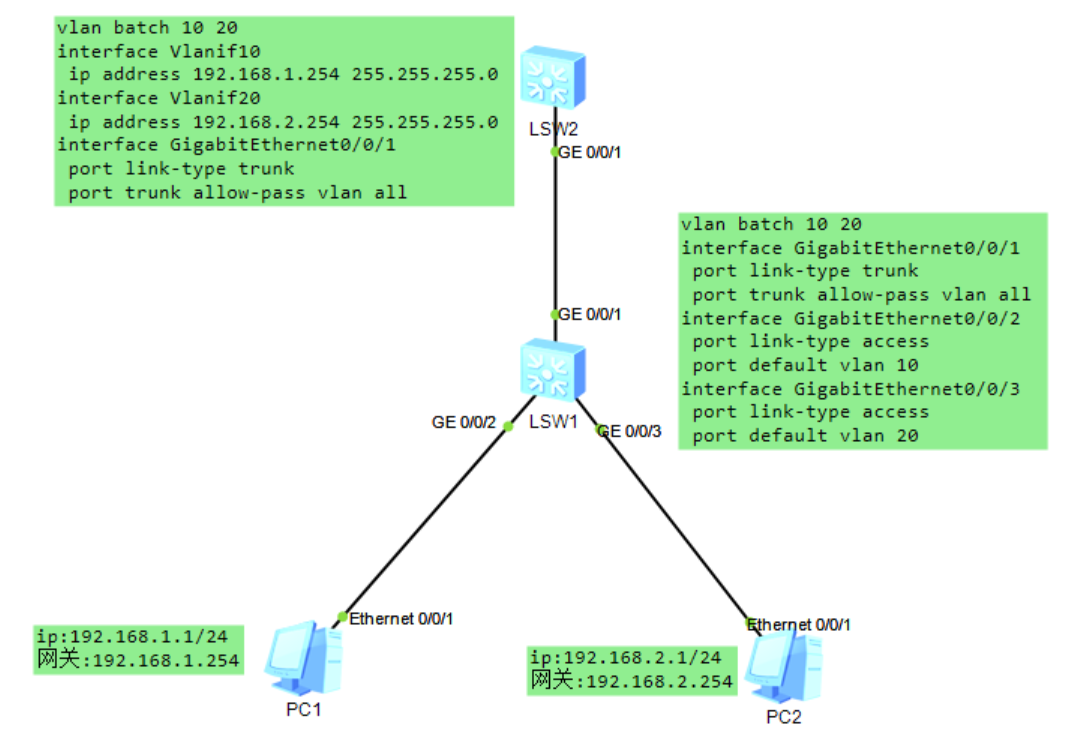 vlan batch 10 20
interface Vlanif10
ip address 192.168.1.254 255.255.255.0
interface Vlanif20
ip address 192.168.2.254 255.255.255.0
interface GigabitEthernet0/0/1
port link-type trunk
port trunk allow-pass vlan all
LSW2
GE 0/0/1
vlan batch 10 20
interface GigabitEthernet0/0/1
port link-type trunk
port trunk allow-pass vlan all
interface GigabitEthernet0/0/2
port link-type access
port default vlan 10
interface GigabitEthernet0/0/3
port link-type access
port default vlan 20
GE 0/0/1
GE 0/0/2
LSW1
GE 0/0/3
Ethernet 0/0/1
ip:192.168.1.1/24
网关:192.168.1.254
PC1
Ethernet 0/0/1
ip:192.168.2.1/24
网关:192.168.2.254
PC2